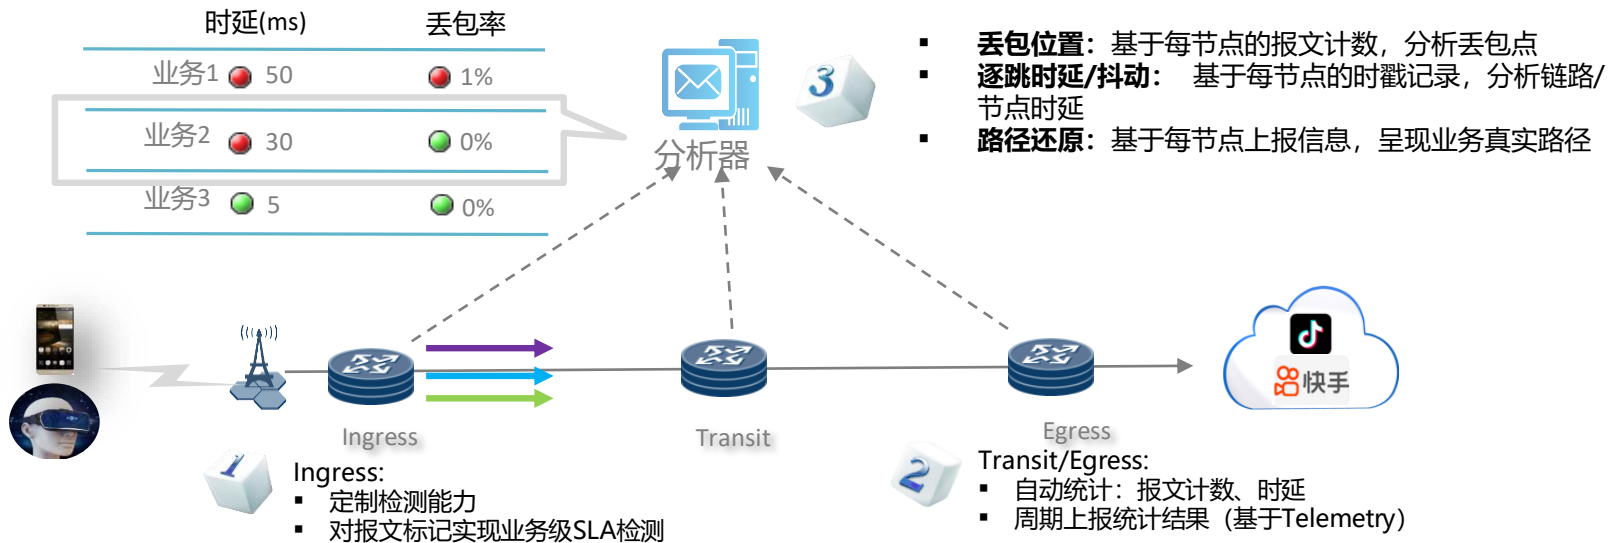 时延(ms) 丢包率
业务1 50 1%
业务2 30 0%
业务3 5 0%
分析器
3
▪ 丢包位置：基于每节点的报文计数，分析丢包点
▪ 逐跳时延/抖动： 基于每节点的时戳记录，分析链路/
节点时延
▪ 路径还原：基于每节点上报信息，呈现业务真实路径
快手
Ingress
Transit
Egress
1
Ingress:
▪ 定制检测能力
▪ 对报文标记实现业务级SLA检测
2
Transit/Egress:
▪ 自动统计：报文计数、时延
▪ 周期上报统计结果（基于Telemetry）